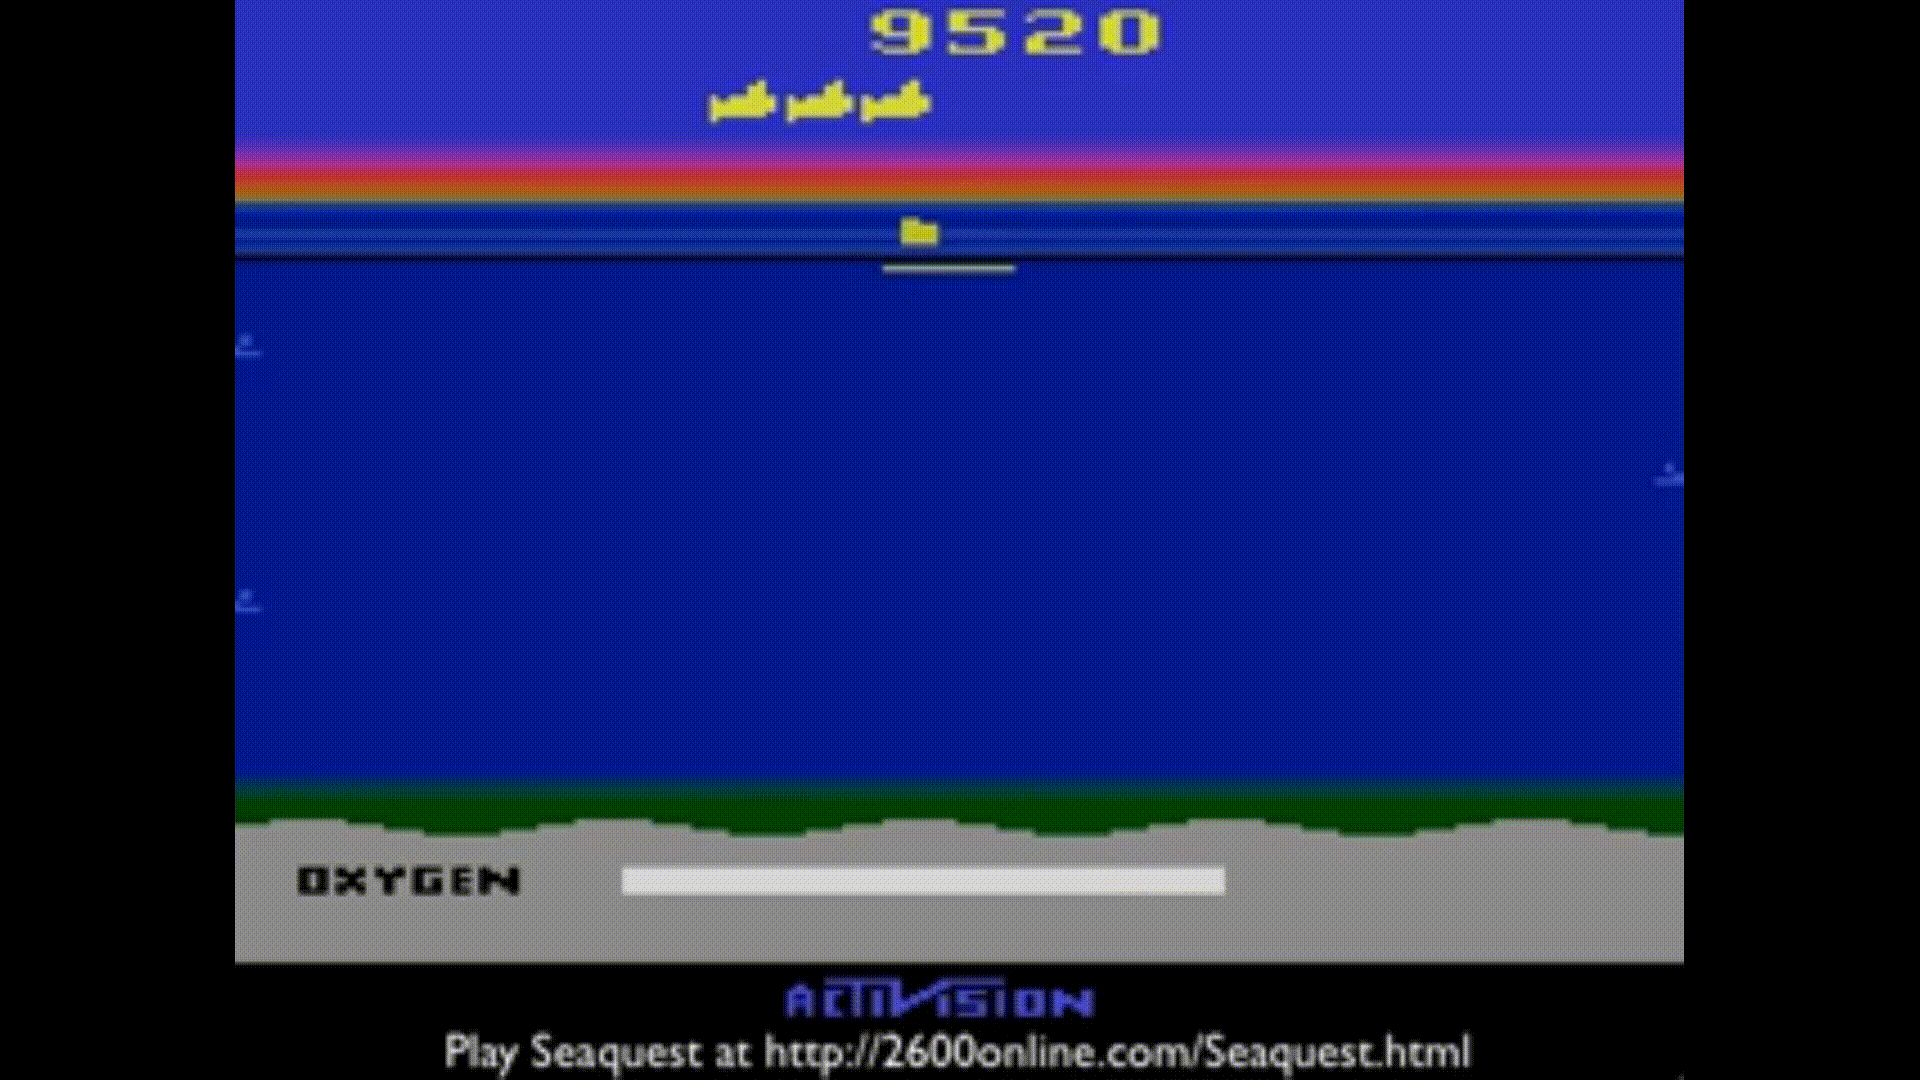 9520
OXYGEN
ACTIVISION
Play Seaquest at http://2600online.com/Seaquest.html